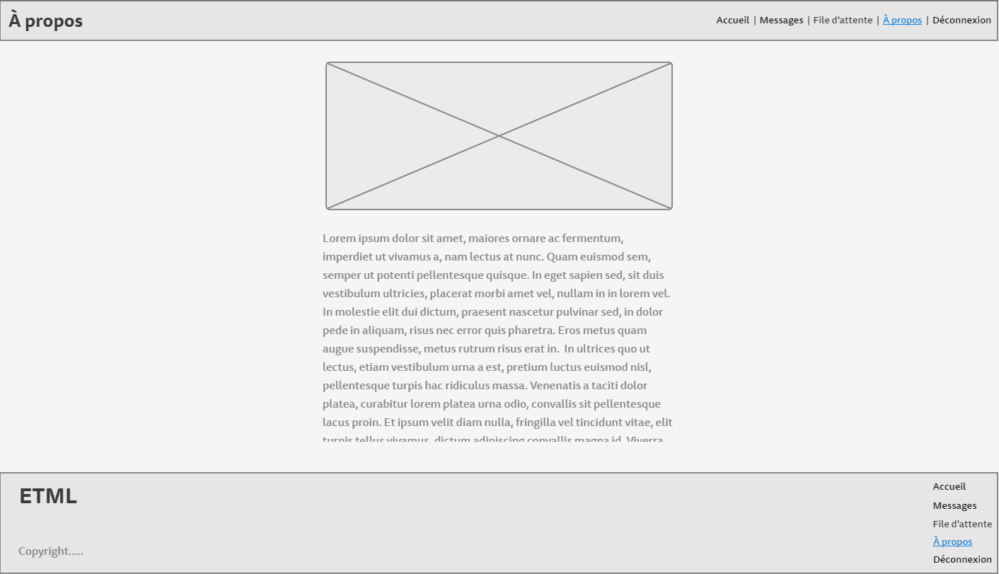 À propos
Accueil | Messages | File d'attente | À propos | Déconnexion
Lorem ipsum dolor sit amet, maiores ornare ac fermentum,
imperdiet ut vivamus a, nam lectus at nunc. Quam euismod sem,
semper ut potenti pellentesque quisque. In eget sapien sed, sit duis
vestibulum ultricies, placerat morbi amet vel, nullam in in lorem vel.
In molestie elit dui dictum, praesent nascetur pulvinar sed, in dolor
pede in aliquam, risus nec error quis pharetra. Eros metus quam
augue suspendisse, metus rutrum risus erat in.  In ultrices quo ut
lectus, etiam vestibulum urna a est, pretium luctus euismod nisl,
pellentesque turpis hac ridiculus massa. Venenatis a taciti dolor
platea, curabitur lorem platea urna odio, convallis sit pellentesque
lacus proin. Et ipsum velit diam nulla, fringilla vel tincidunt vitae, elit
turpis tellus vivamus, dictum adipiscing convallis magna id. Viverra
ETML
Copyright.....
Accueil
Messages
File d'attente
À propos
Déconnexion